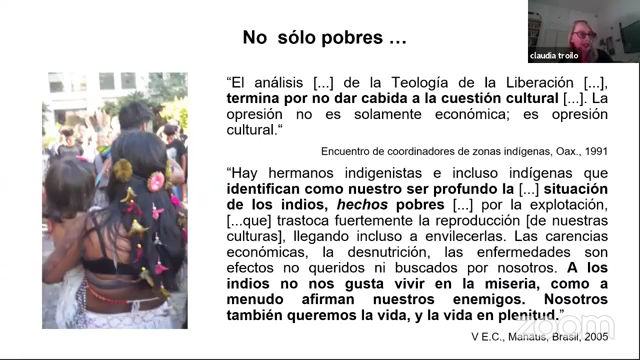 No sólo pobres …
claudia troilo
“El análisis [...] de la Teología de la Liberación [...],
termina por no dar cabida a la cuestión cultural [...]. La
opresión no es solamente económica; es opresión
cultural.“
Encuentro de coordinadores de zonas indígenas, Oax., 1991
“Hay hermanos indigenistas e incluso indígenas que
identifican como nuestro ser profundo la [...] situación
de los indios, hechos pobres [...] por la explotación,
[...que] trastoca fuertemente la reproducción [de nuestras
culturas], llegando incluso a envilecerlas. Las carencias
económicas, la desnutrición, las enfermedades son
efectos no queridos ni buscados por nosotros. A los
indios no nos gusta vivir en la miseria, como a
menudo afirman nuestros enemigos. Nosotros
también queremos la vida, y la vida en plenitud.”
V E.C., Manaus, Brasil, 2005
zoom